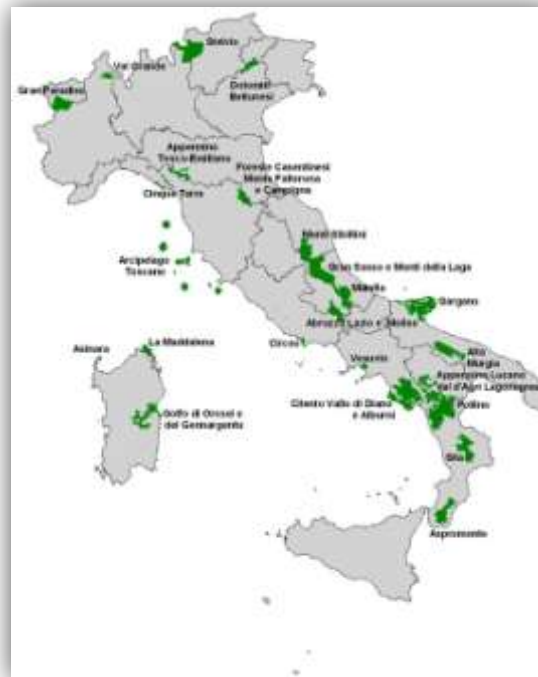 Stelvio
Val Grande
Gran Paradiso
Dolomiti
Bellunesi
Appennino
Tosco-Emiliano
Foreste Casentinesi
Monte Falterona
e Campigna
Cinque Terre
Monti Sibillini
Arcipelago
Toscano
Gran Sasso e Monti della Laga
Maiella
Gargano
Abruzzo Lazio e Molise
Circeo
La Maddalena
Asinara
Vesuvio
Alta
Murgia
Appennino Lucano
Val d'Agri Lagonegrese
Cilento Vallo di Diano
e Alburni
Pollino
Golfo di Orosei e
del Gennargentu
Sila
Aspromonte